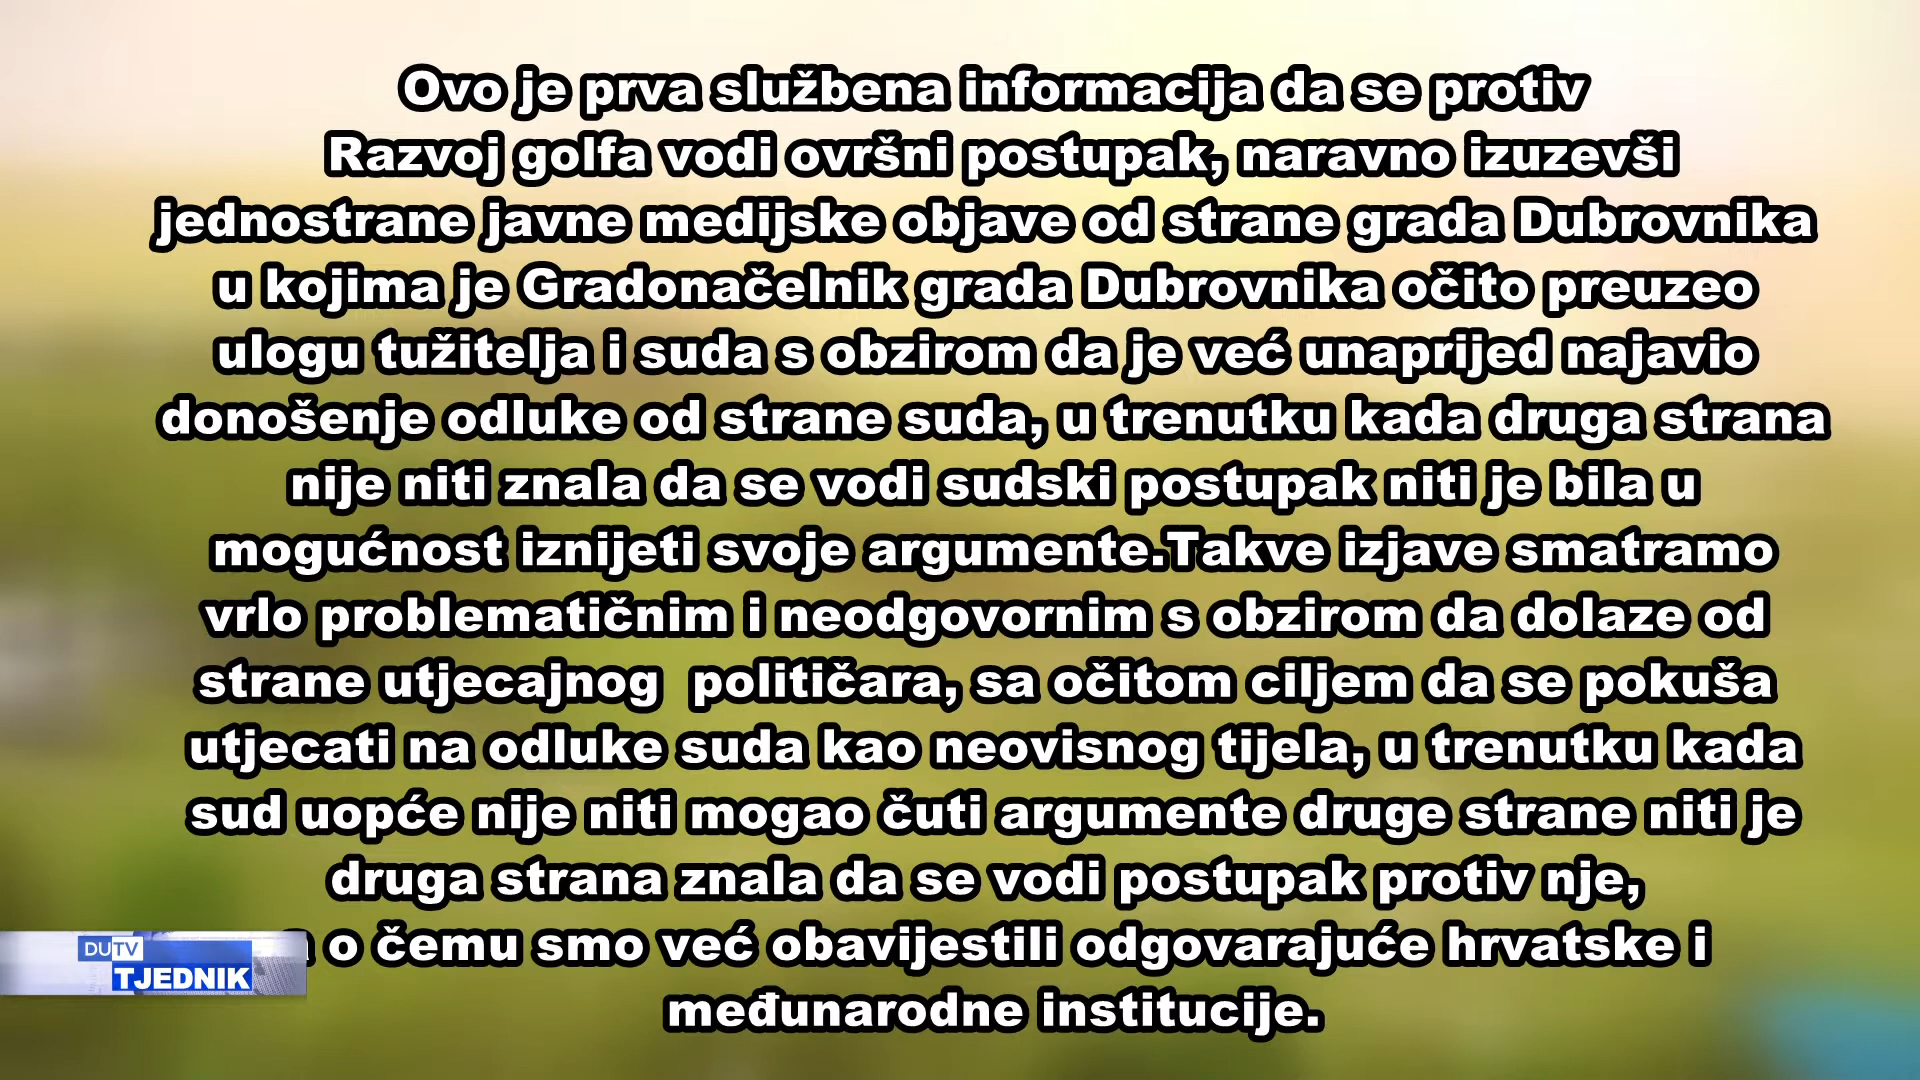 Ovo je prva službena informacija da se protiv
Razvoj golfa vodi ovršni postupak, naravno izuzevši
jednostrane javne medijske objave od strane grada Dubrovnika
u kojima je Gradonačelnik grada Dubrovnika očito preuzeo
ulogu tužitelja i suda s obzirom da je već unaprijed najavio
donošenje odluke od strane suda, u trenutku kada druga strana
nije niti znala da se vodi sudski postupak niti je bila u
mogućnost iznijeti svoje argumente.Takve izjave smatramo
vrlo problematičnim i neodgovornim s obzirom da dolaze od
strane utjecajnog  političara, sa očitom ciljem da se pokuša
utjecati na odluke suda kao neovisnog tijela, u trenutku kada
sud uopće nije niti mogao čuti argumente druge strane niti je
druga strana znala da se vodi postupak protiv nje,
o čemu smo već obavijestili odgovarajuće hrvatske i
međunarodne institucije.
DUTV
TJEDNIK